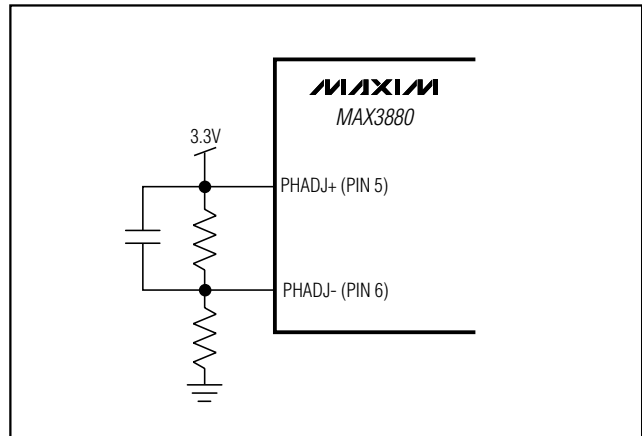 MAXIM
MAX3880
3.3V
PHADJ+ (PIN 5)
PHADJ- (PIN 6)